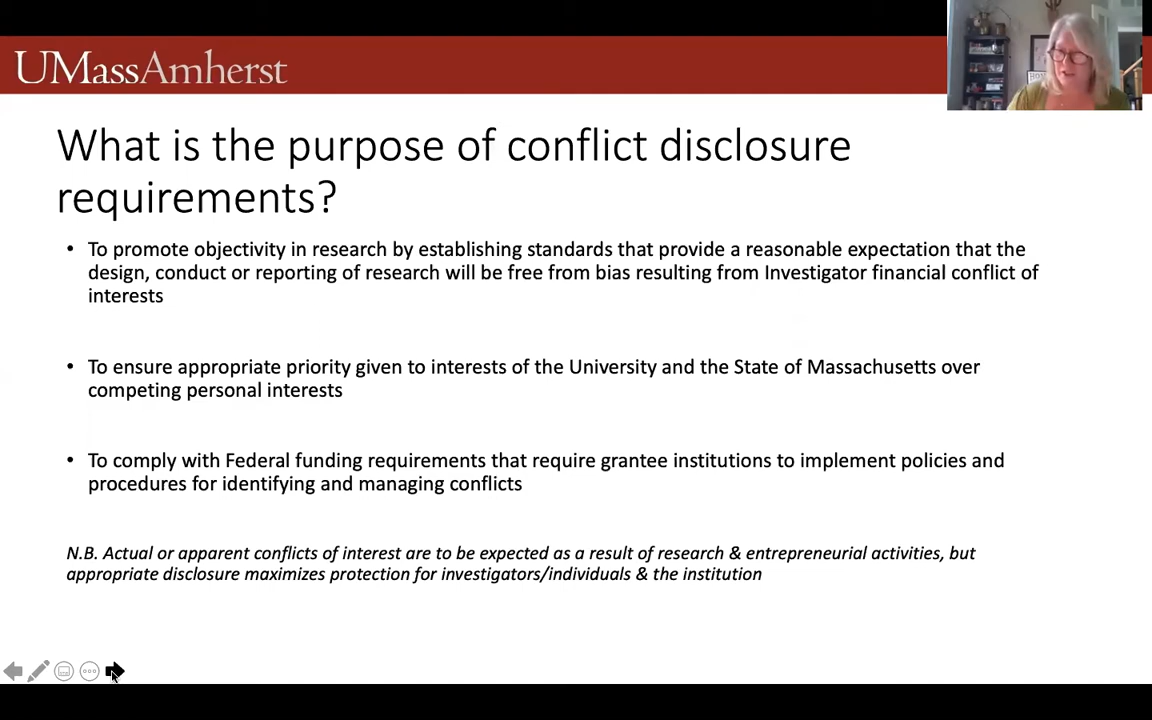 UMassAmherst
What is the purpose of conflict disclosure
requirements?
• To promote objectivity in research by establishing standards that provide a reasonable expectation that the
design, conduct or reporting of research will be free from bias resulting from Investigator financial conflict of
interests
• To ensure appropriate priority given to interests of the University and the State of Massachusetts over
competing personal interests
• To comply with Federal funding requirements that require grantee institutions to implement policies and
procedures for identifying and managing conflicts
N.B. Actual or apparent conflicts of interest are to be expected as a result of research & entrepreneurial activities, but
appropriate disclosure maximizes protection for investigators/individuals & the institution